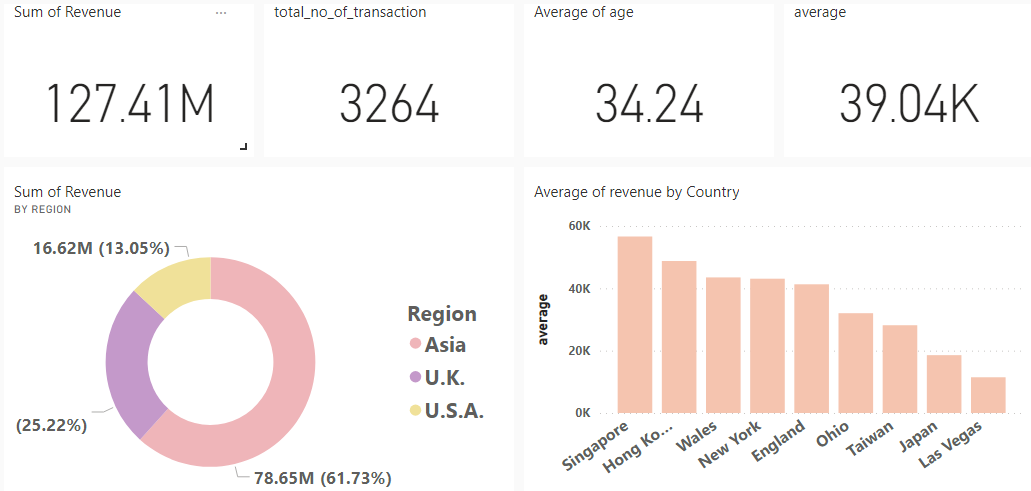 Sum of Revenue ...
total_no_of_transaction
Average of age
average
127.41M
3264
34.24
39.04K
Sum of Revenue
BY REGION
16.62M (13.05%)
(25.22%)
78.65M (61.73%)
Region
Asia
U.K.
U.S.A.
Average of revenue by Country
average
60K
40K
20K
0K
Singapore
Hong Ko...
Wales
New York
England
Ohio
Taiwan
Japan
Las Vegas